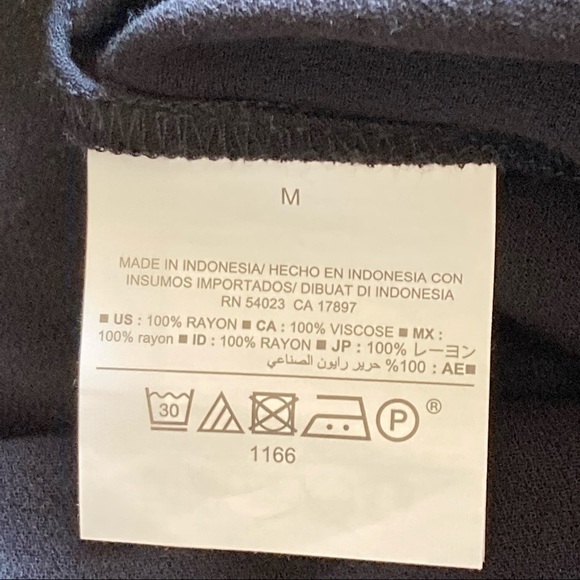 M
MADE IN INDONESIA/ HECHO EN INDONESIA CON
INSUMOS IMPORTADOS/ DIBUAT DI INDONESIA
RN 54023 CA 17897
■ US : 100% RAYON ■ CA : 100% VISCOSE ■ MX :
100% rayon ■ ID : 100% RAYON ■ JP : 100% レーヨン
■AE : 100% حرير رايون الصناعي
30 P ®
1166